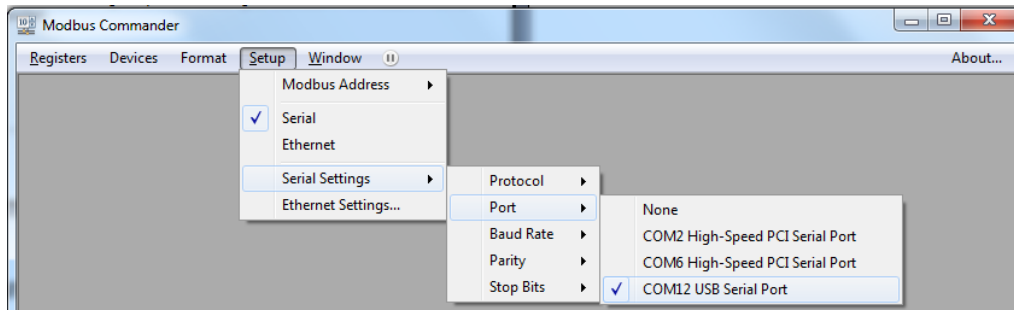 Modbus Commander
Registers Devices Format Setup Window About...
Modbus Address
Serial
Ethernet
Serial Settings
Ethernet Settings...
Protocol
Port
Baud Rate
Parity
Stop Bits
None
COM2 High-Speed PCI Serial Port
COM6 High-Speed PCI Serial Port
COM12 USB Serial Port